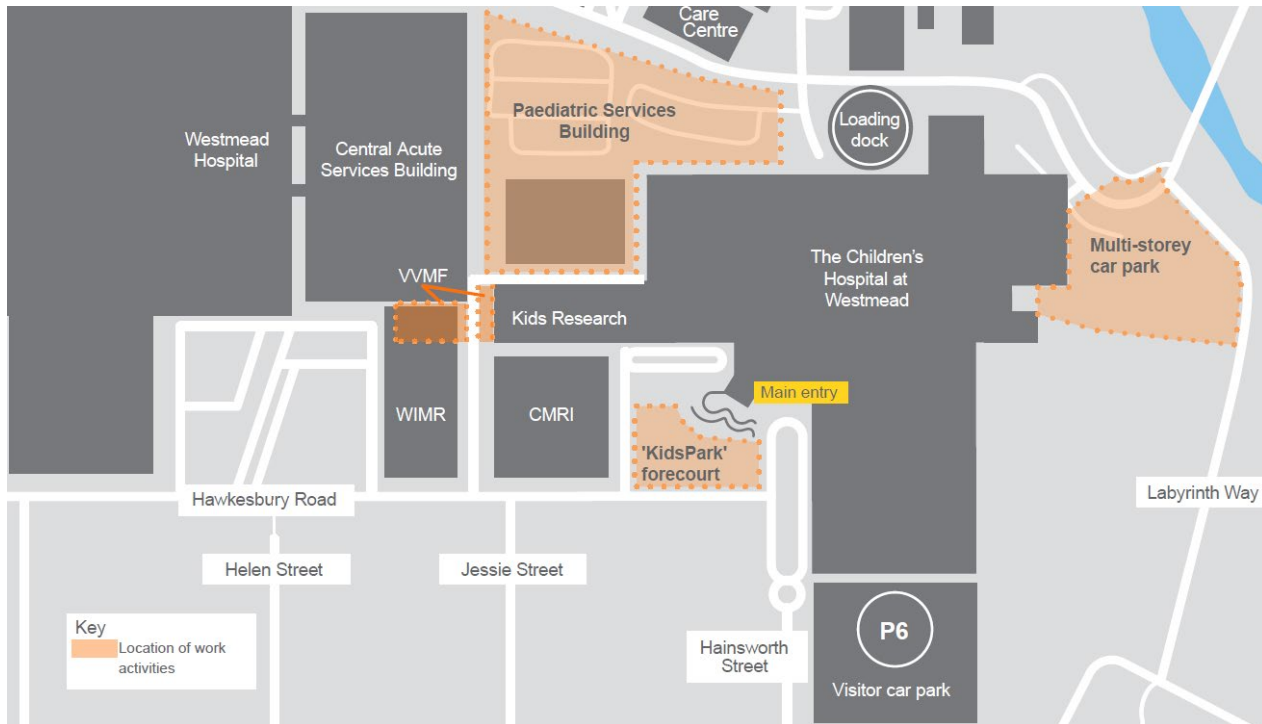 Care
Centre
Paediatric Services
Building
Loading
dock
Westmead
Hospital
Central Acute
Services Building
Multi-storey
car park
The Children's
Hospital at
Westmead
VVMF
Kids Research
Main entry
WIMR
CMRI
'KidsPark'
forecourt
Hawkesbury Road
Labyrinth Way
Helen Street
Jessie Street
Key
Location of work
activities
Hainsworth
Street
P6
Visitor car park